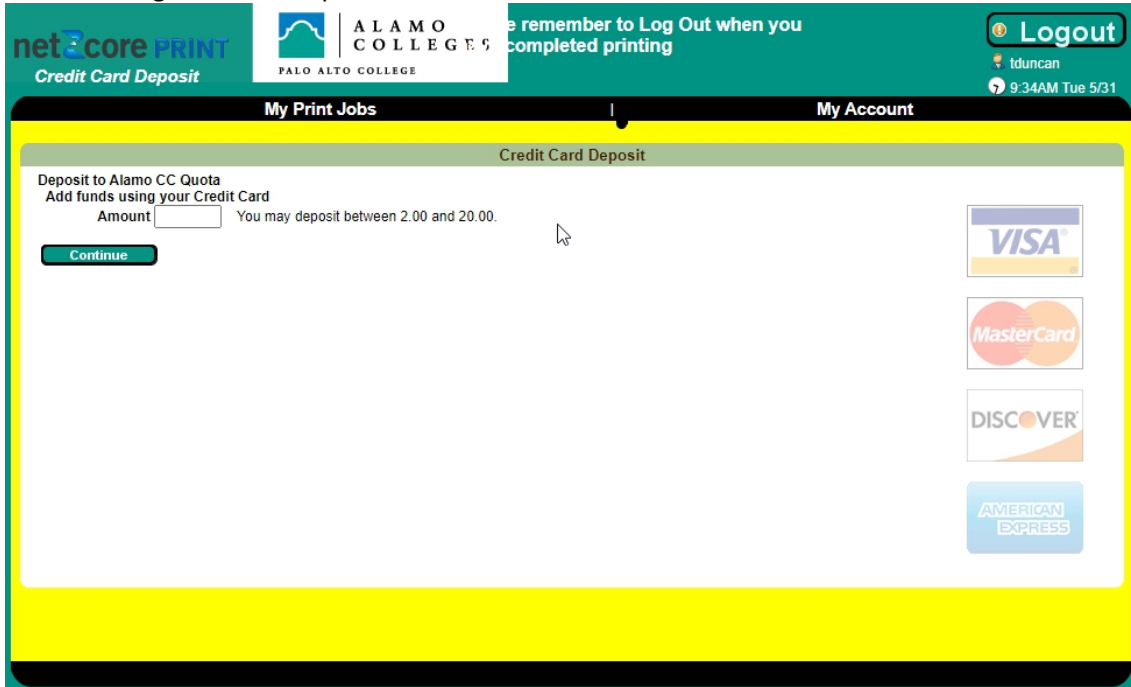 net2core PRINT
Credit Card Deposit
ALAMO
COLLEGES
PALO ALTO COLLEGE
remember to Log Out when you
completed printing
Logout
tduncan
9:34AM Tue 5/31
My Print Jobs | My Account
Credit Card Deposit
Deposit to Alamo CC Quota
Add funds using your Credit Card
Amount You may deposit between 2.00 and 20.00.
Continue
VISA
MasterCard
DISCOVER
AMERICAN
EXPRESS